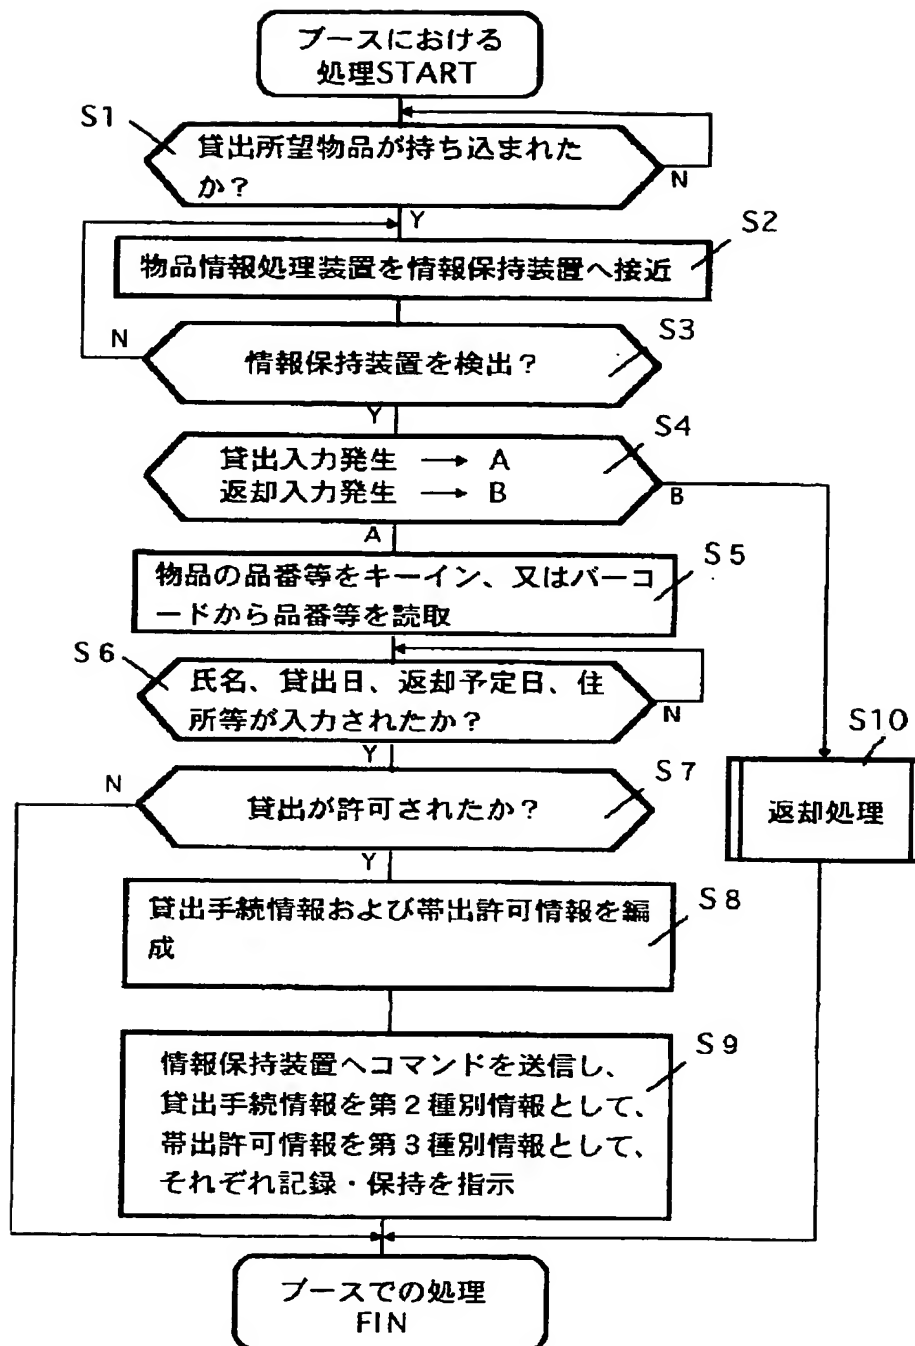 ブースにおける
処理START
S1
貸出所望物品が持ち込まれた
か?
N
Y
S2
物品情報処理装置を情報保持装置へ接近
N
S3
情報保持装置を検出?
Y
S4
貸出入力発生 → A
返却入力発生 → B
B
A
S5
物品の品番等をキーイン、又はバーコ
ードから品番等を読取
S6
氏名、貸出日、返却予定日、住
所等が入力されたか?
N
Y
S10
返却処理
N
S7
貸出が許可されたか?
Y
S8
貸出手続情報および帯出許可情報を編
成
S9
情報保持装置へコマンドを送信し、
貸出手続情報を第2種別情報として、
帯出許可情報を第3種別情報として、
それぞれ記録・保持を指示
ブースでの処理
FIN